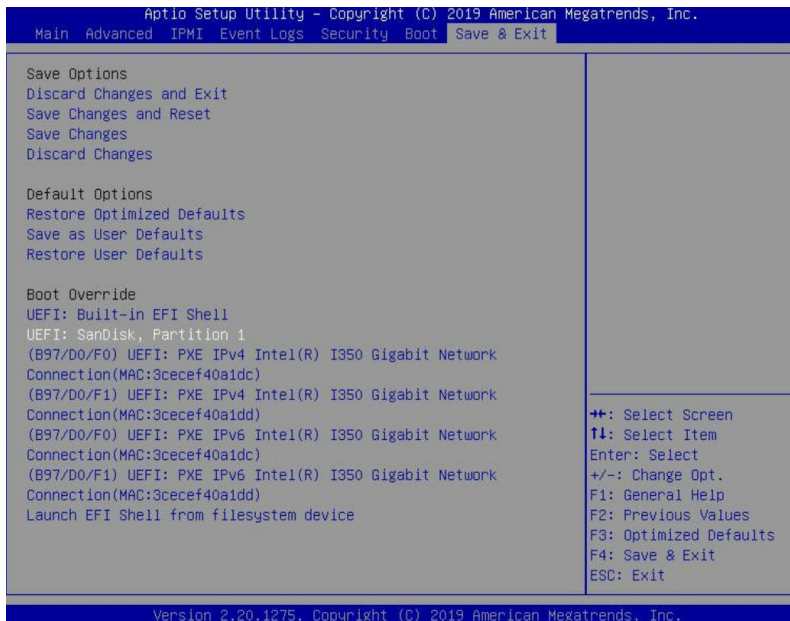 Aptio Setup Utility – Copyright (C) 2019 American Megatrends, Inc.
Main Advanced IPMI Event Logs Security Boot Save & Exit
Save Options
Discard Changes and Exit
Save Changes and Reset
Save Changes
Discard Changes
Default Options
Restore Optimized Defaults
Save as User Defaults
Restore User Defaults
Boot Override
UEFI: Built-in EFI Shell
UEFI: SanDisk, Partition 1
(B97/D0/F0) UEFI: PXE IPv4 Intel(R) I350 Gigabit Network
Connection(MAC:3cecef40a1dc)
(B97/D0/F1) UEFI: PXE IPv4 Intel(R) I350 Gigabit Network
Connection(MAC:3cecef40a1dd)
(B97/D0/F0) UEFI: PXE IPv6 Intel(R) I350 Gigabit Network
Connection(MAC:3cecef40a1dc)
(B97/D0/F1) UEFI: PXE IPv6 Intel(R) I350 Gigabit Network
Connection(MAC:3cecef40a1dd)
Launch EFI Shell from filesystem device
→←: Select Screen
↑↓: Select Item
Enter: Select
+/-: Change Opt.
F1: General Help
F2: Previous Values
F3: Optimized Defaults
F4: Save & Exit
ESC: Exit
Version 2.20.1275. Copyright (C) 2019 American Megatrends, Inc.